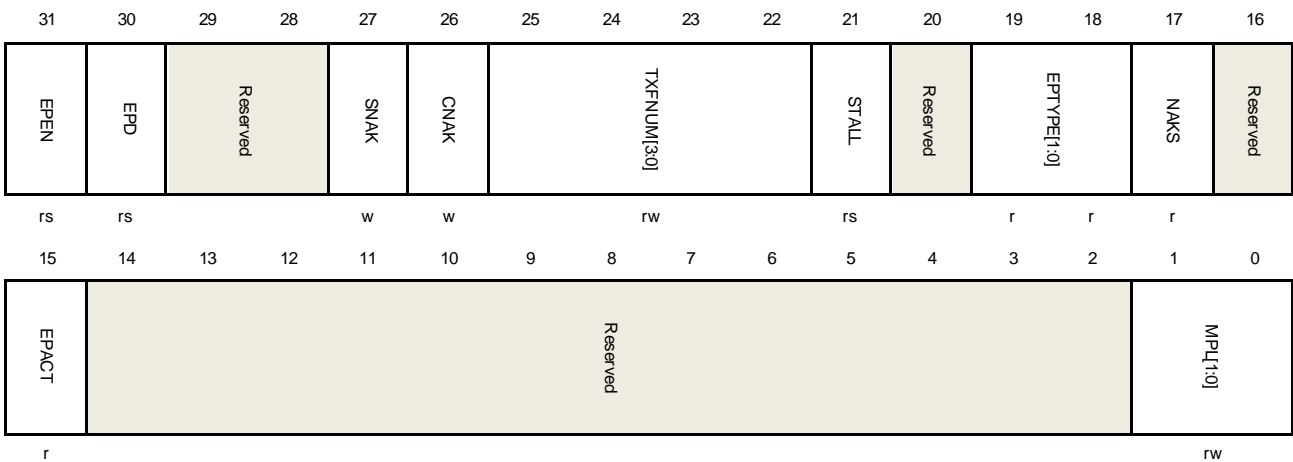 31 30 29 28 27 26 25 24 23 22 21 20 19 18 17 16
EPEN EPD Reserved SNAK CNAK TXFNUM[3:0] STALL Reserved EPTYPE[1:0] NAKS Reserved
rs rs w w rw rs r r r
15 14 13 12 11 10 9 8 7 6 5 4 3 2 1 0
EPACT Reserved MPL[1:0]
r rw